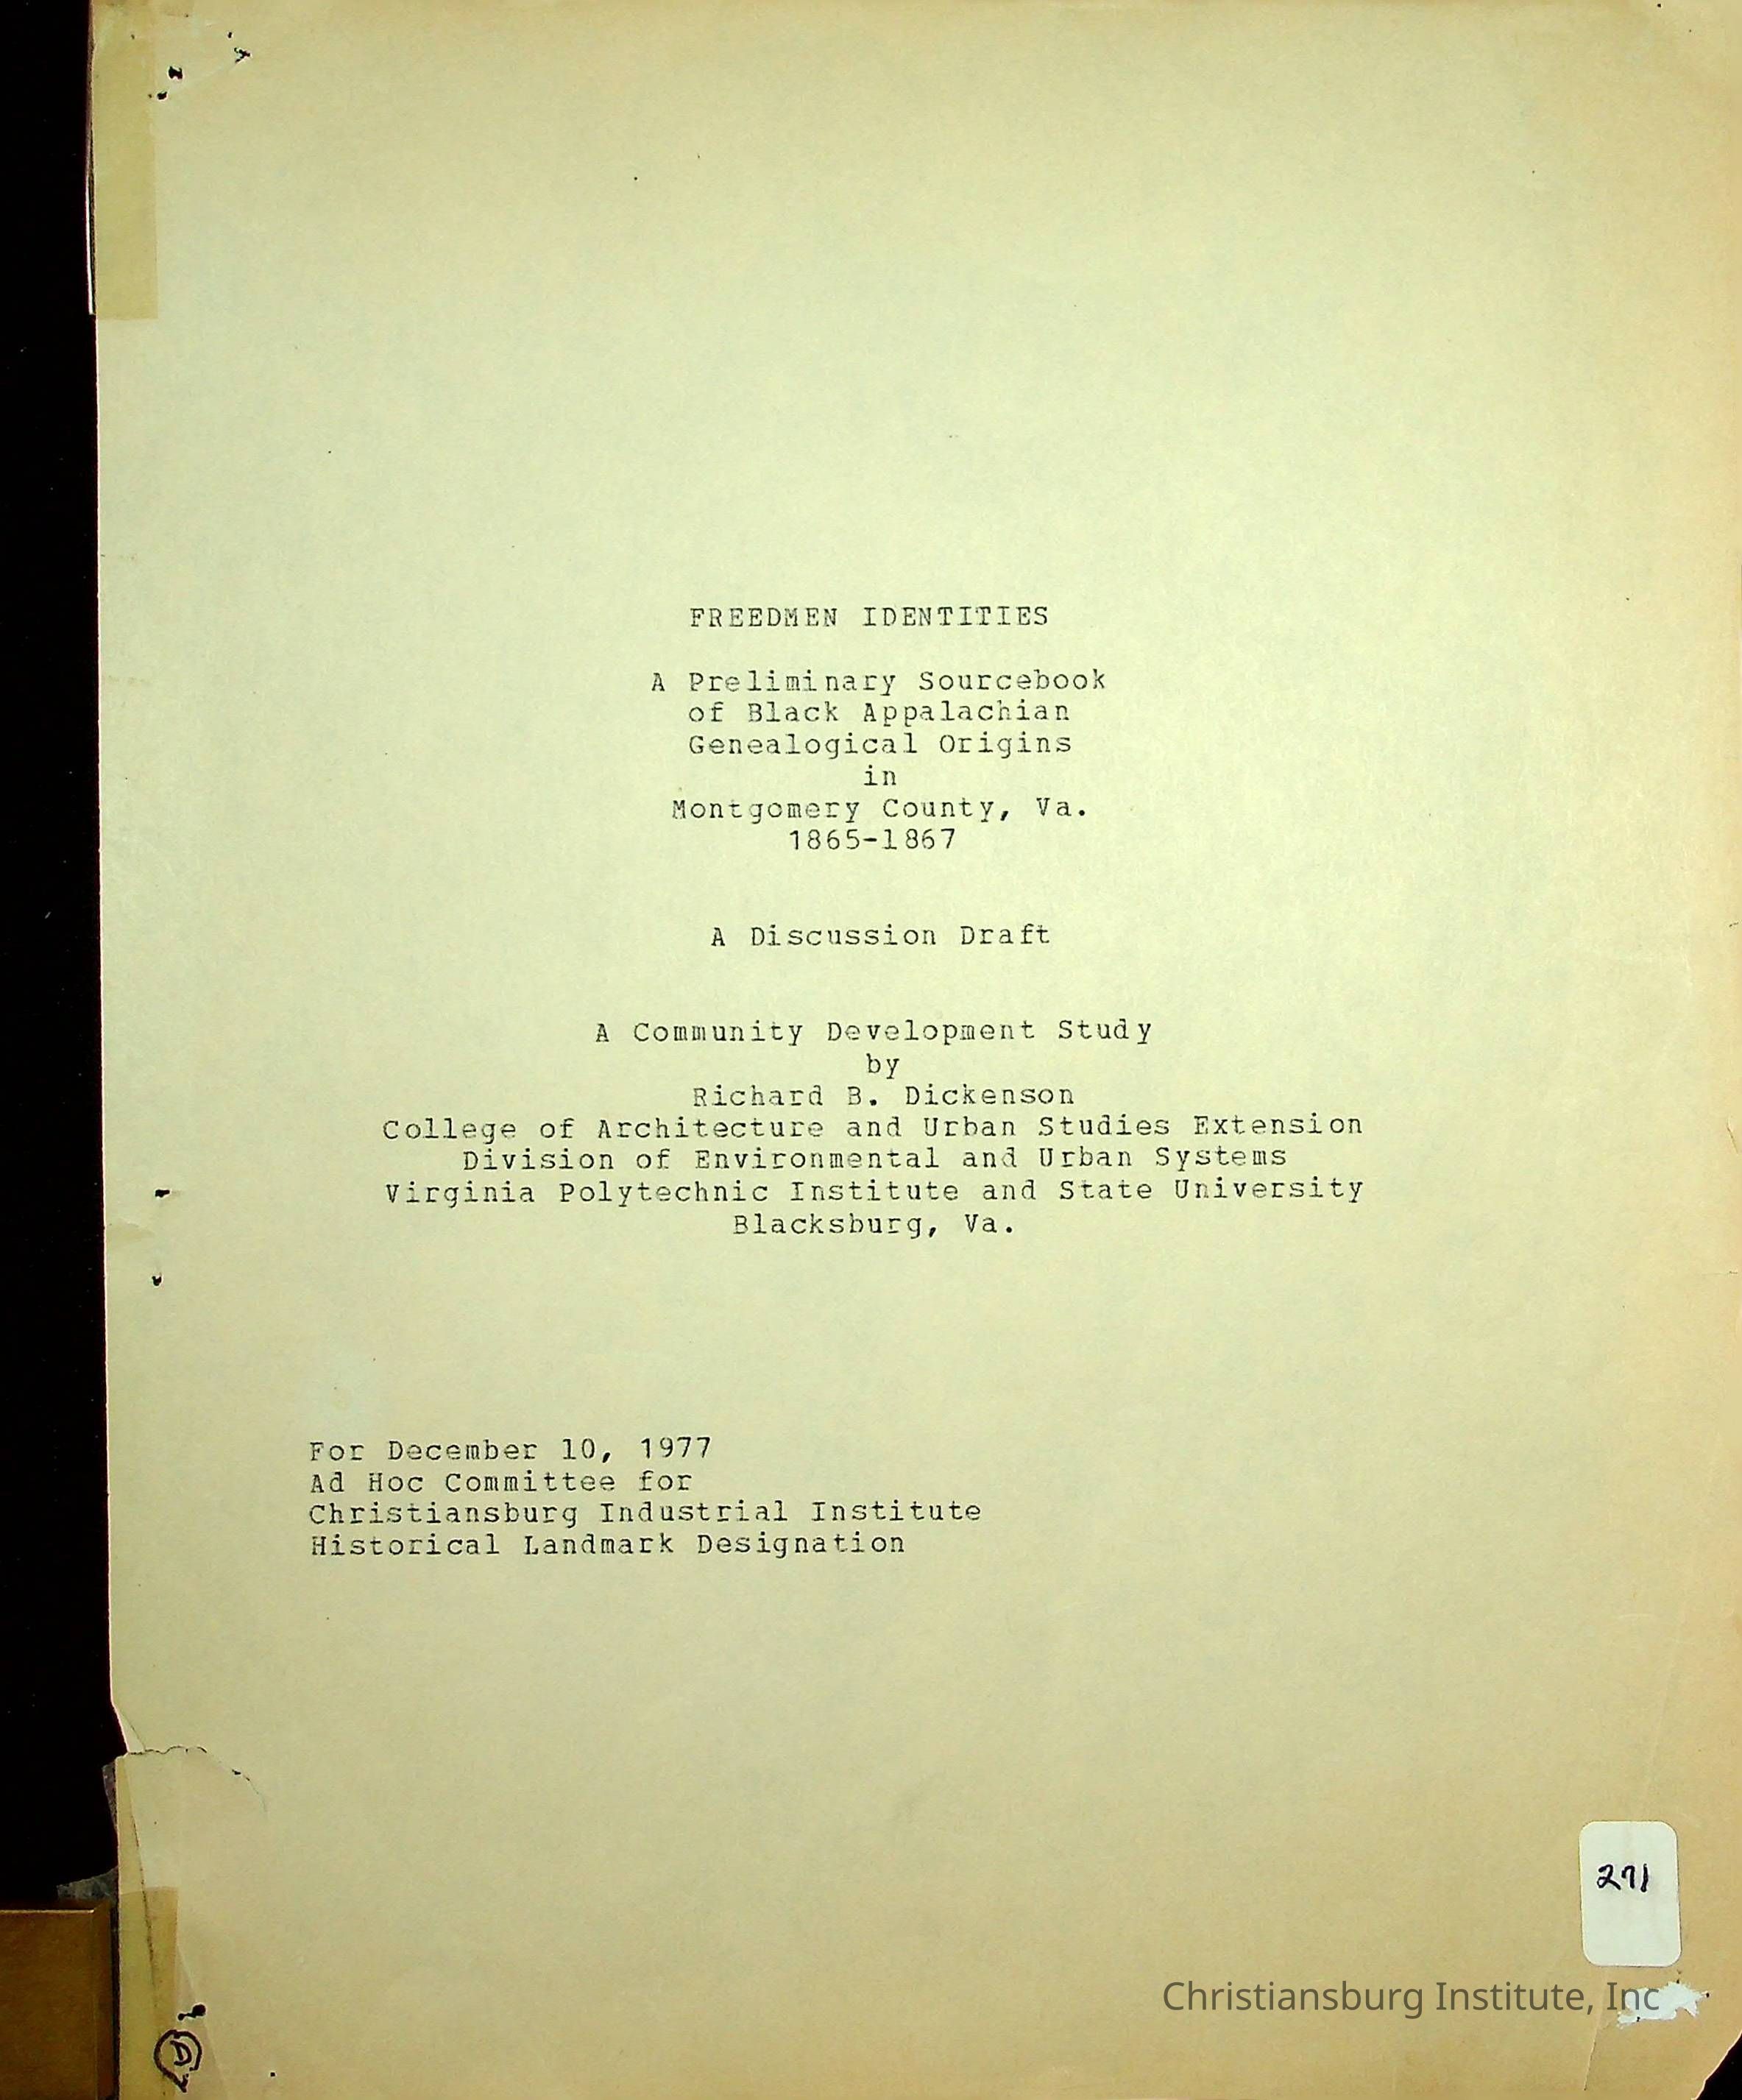 FREEDMEN IDENTITIES
A Preliminary Sourcebook
of Black Appalachian
Genealogical Origins
in
Montgomery County, Va.
1865-1867
A Discussion Draft
A Community Development Study
by
Richard B. Dickenson
College of Architecture and Urban Studies Extension
Division of Environmental and Urban Systems
Virginia Polytechnic Institute and State University
Blacksburg, Va.
For December 10, 1977
Ad Hoc Committee for
Christiansburg Industrial Institute
Historical Landmark Designation
271
Christiansburg Institute, Inc